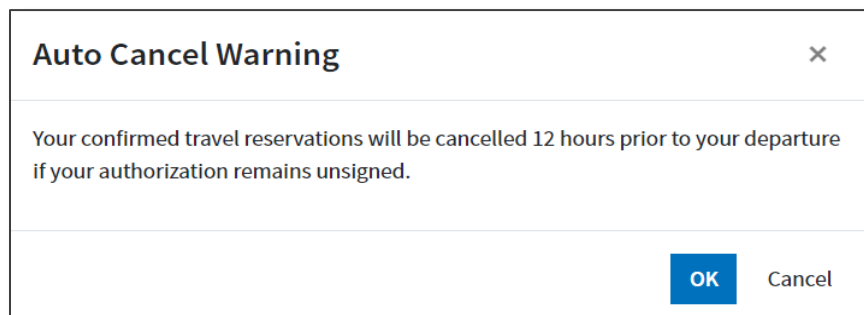 Auto Cancel Warning ×
Your confirmed travel reservations will be cancelled 12 hours prior to your departure
if your authorization remains unsigned.
OK Cancel